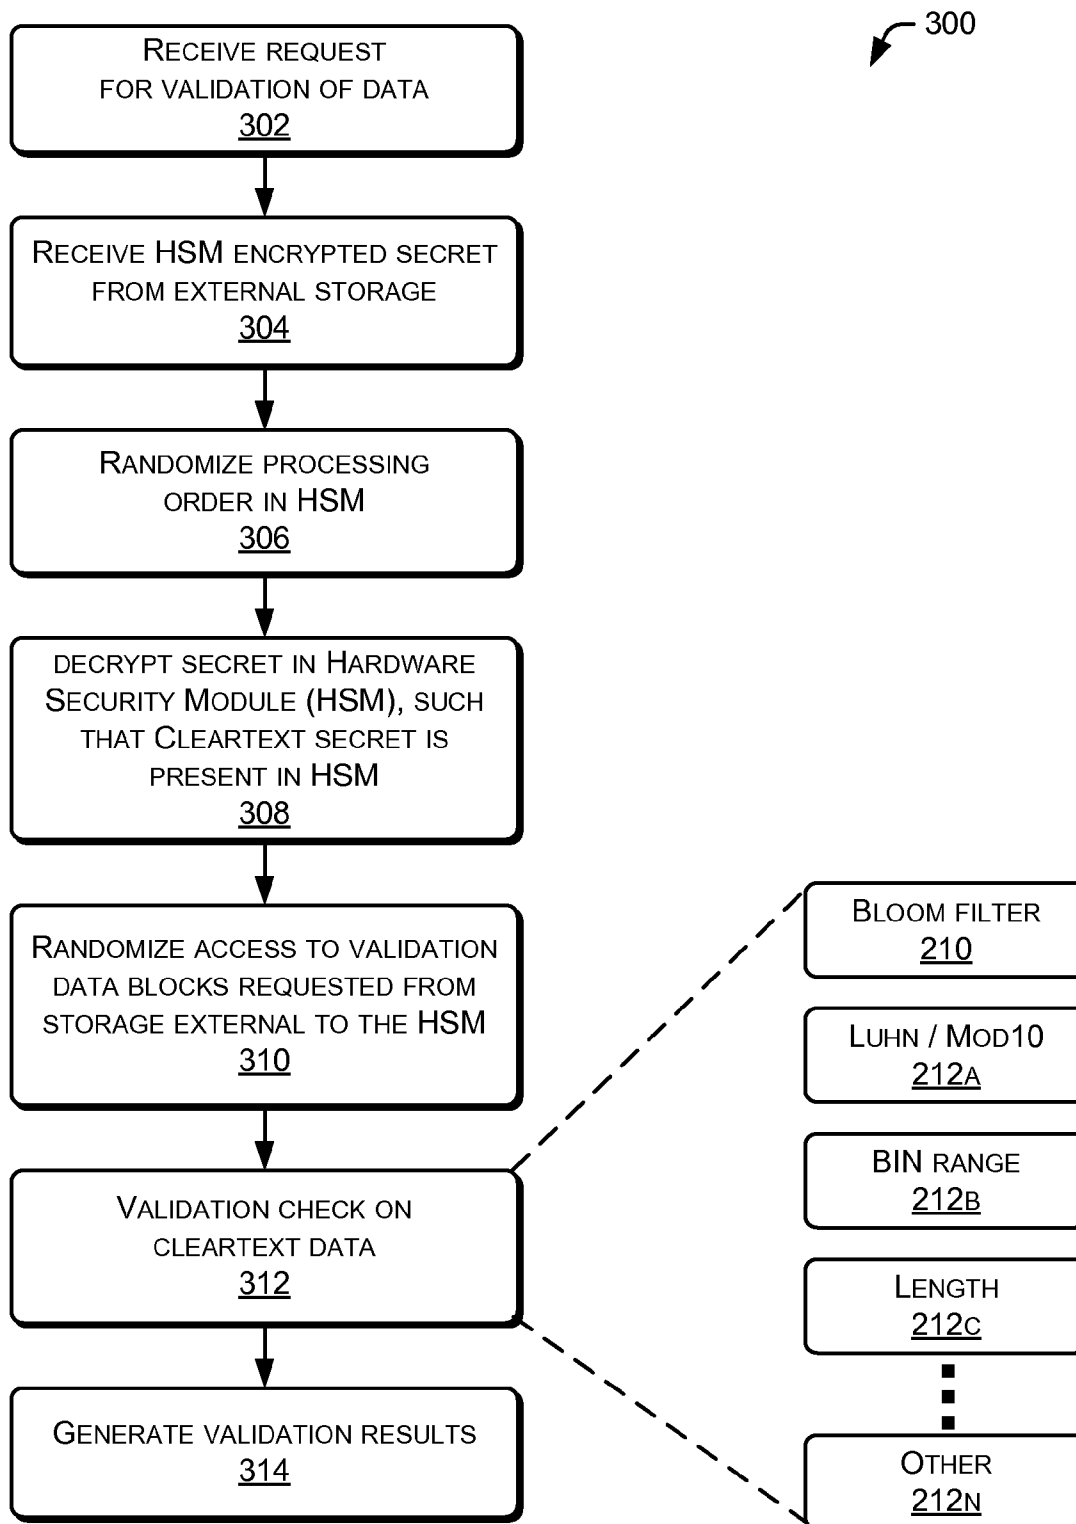 300
RECEIVE REQUEST
FOR VALIDATION OF DATA
302
RECEIVE HSM ENCRYPTED SECRET
FROM EXTERNAL STORAGE
304
RANDOMIZE PROCESSING
ORDER IN HSM
306
DECRYPT SECRET IN HARDWARE
SECURITY MODULE (HSM), SUCH
THAT CLEARTEXT SECRET IS
PRESENT IN HSM
308
RANDOMIZE ACCESS TO VALIDATION
DATA BLOCKS REQUESTED FROM
STORAGE EXTERNAL TO THE HSM
310
VALIDATION CHECK ON
CLEARTEXT DATA
312
GENERATE VALIDATION RESULTS
314
BLOOM FILTER
210
LUHN / MOD10
212A
BIN RANGE
212B
LENGTH
212C
OTHER
212N